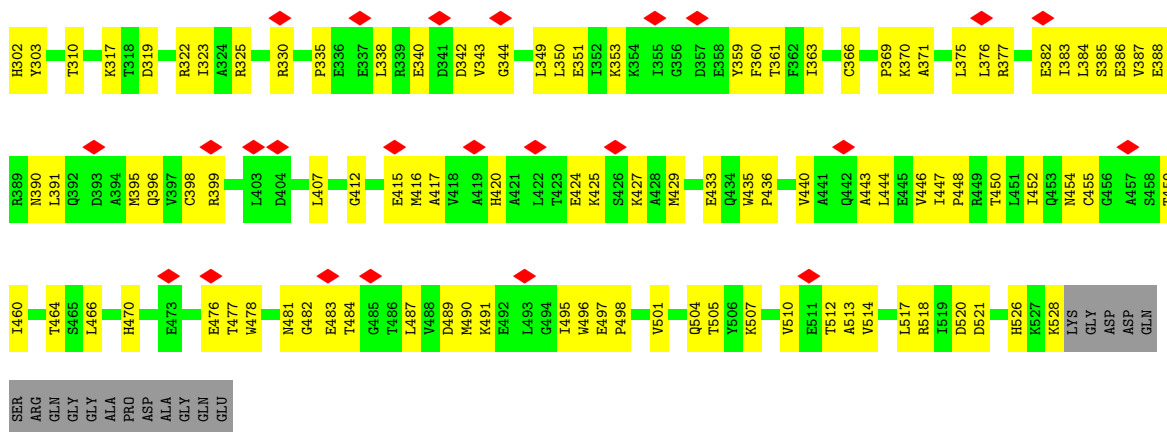 H302 Y303 T310 K317 T318 D319 R322 I323 A324 R325 R330 P335 E336 E337 L338 R339 E340 D341 D342 V343 G344 L349 L350 E351 I352 K353 K354 I355 G356 D357 E358 Y359 F360 T361 F362 I363 C366 P369 K370 A371 L375 L376 R377 E382 I383 L384 S385 E386 V387 E388
R389 N390 L391 Q392 D393 A394 M395 Q396 V397 C398 R399 L403 D404 L407 G412 E415 M416 A417 V418 A419 H420 A421 L422 T423 E424 K425 S426 K427 A428 M429 E433 Q434 W435 P436 V440 A441 Q442 A443 L444 E445 V446 I447 P448 R449 T450 L451 I452 Q453 N454 C455 G456 A457 S458 T459
I460 T464 S465 L466 H470 E473 E476 T477 W478 N481 G482 E483 T484 G485 T486 L487 V488 D489 M490 K491 E492 L493 G494 I495 W496 E497 P498 V501 Q504 T505 Y506 K507 V510 E511 T512 A513 V514 L517 R518 I519 D520 D521 H526 K527 K528 LYS GLY ASP ASP GLN
SER ARG GLN GLY GLY ALA PRO ASP ALA GLY GLN GLU